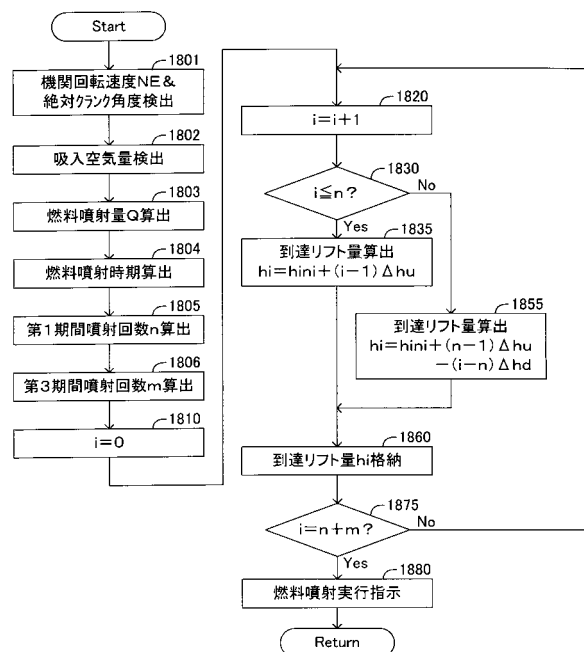 Start
1801
機関回転速度NE＆
絶対クランク角度検出
1802
吸入空気量検出
1803
燃料噴射量Q算出
1804
燃料噴射時期算出
1805
第1期間噴射回数n算出
1806
第3期間噴射回数m算出
1810
i=0
1820
i=i+1
1830
i≦n?
No
Yes
1835
到達リフト量算出
hi=hini+(i-1)Δhu
1855
到達リフト量算出
hi=hini+(n-1)Δhu
-(i-n)Δhd
1860
到達リフト量hi格納
1875
i=n+m?
No
Yes
1880
燃料噴射実行指示
Return